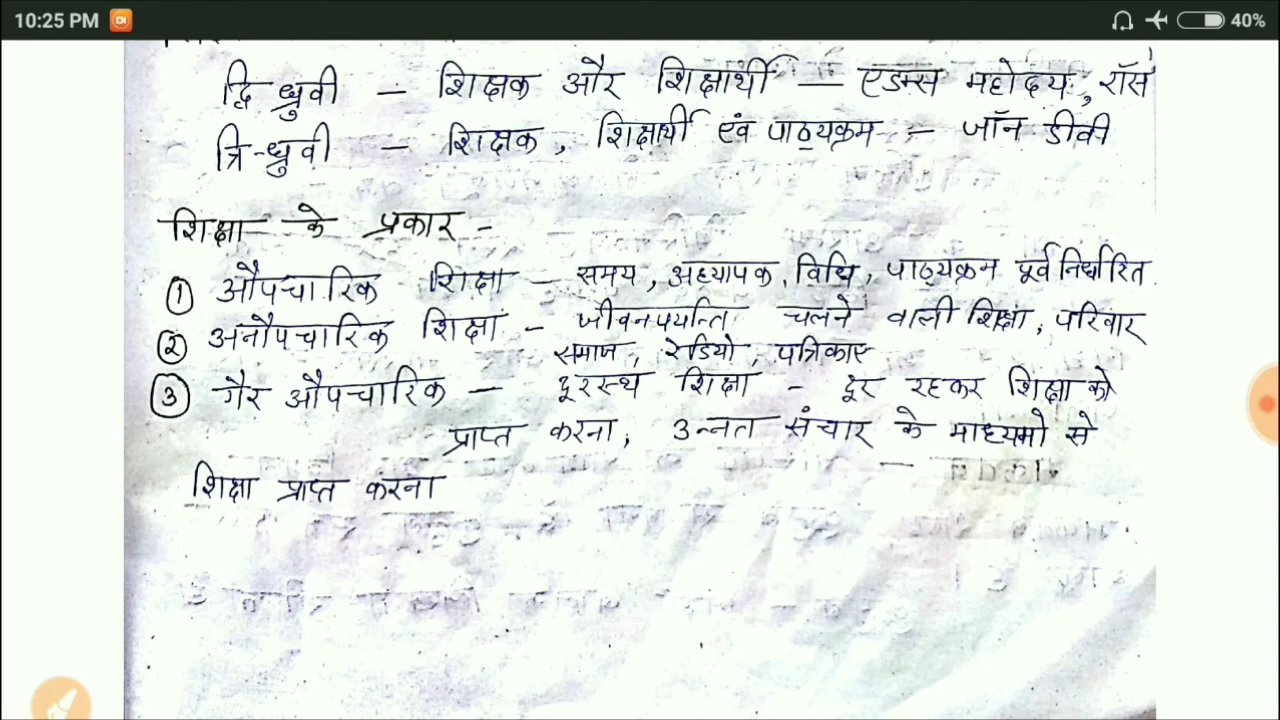 10:25 PM 40%
द्वि ध्रुवी – शिक्षक और शिक्षार्थी – एडम्स महोदय, रॉस
त्रि-ध्रुवी – शिक्षक, शिक्षार्थी एवं पाठ्यक्रम – जॉन डीवी
शिक्षा के प्रकार -
① औपचारिक शिक्षा – समय, अध्यापक, विधि, पाठ्यक्रम पूर्व निर्धारित
② अनौपचारिक शिक्षा - जीवनपर्यान्त चलने वाली शिक्षा, परिवार
समाज, रेडियो, पत्रिकाए
③ गैर औपचारिक – दूरस्थ शिक्षा - दूर रहकर शिक्षा को
प्राप्त करना, उन्नत संचार के माध्यमो से
शिक्षा प्राप्त करना